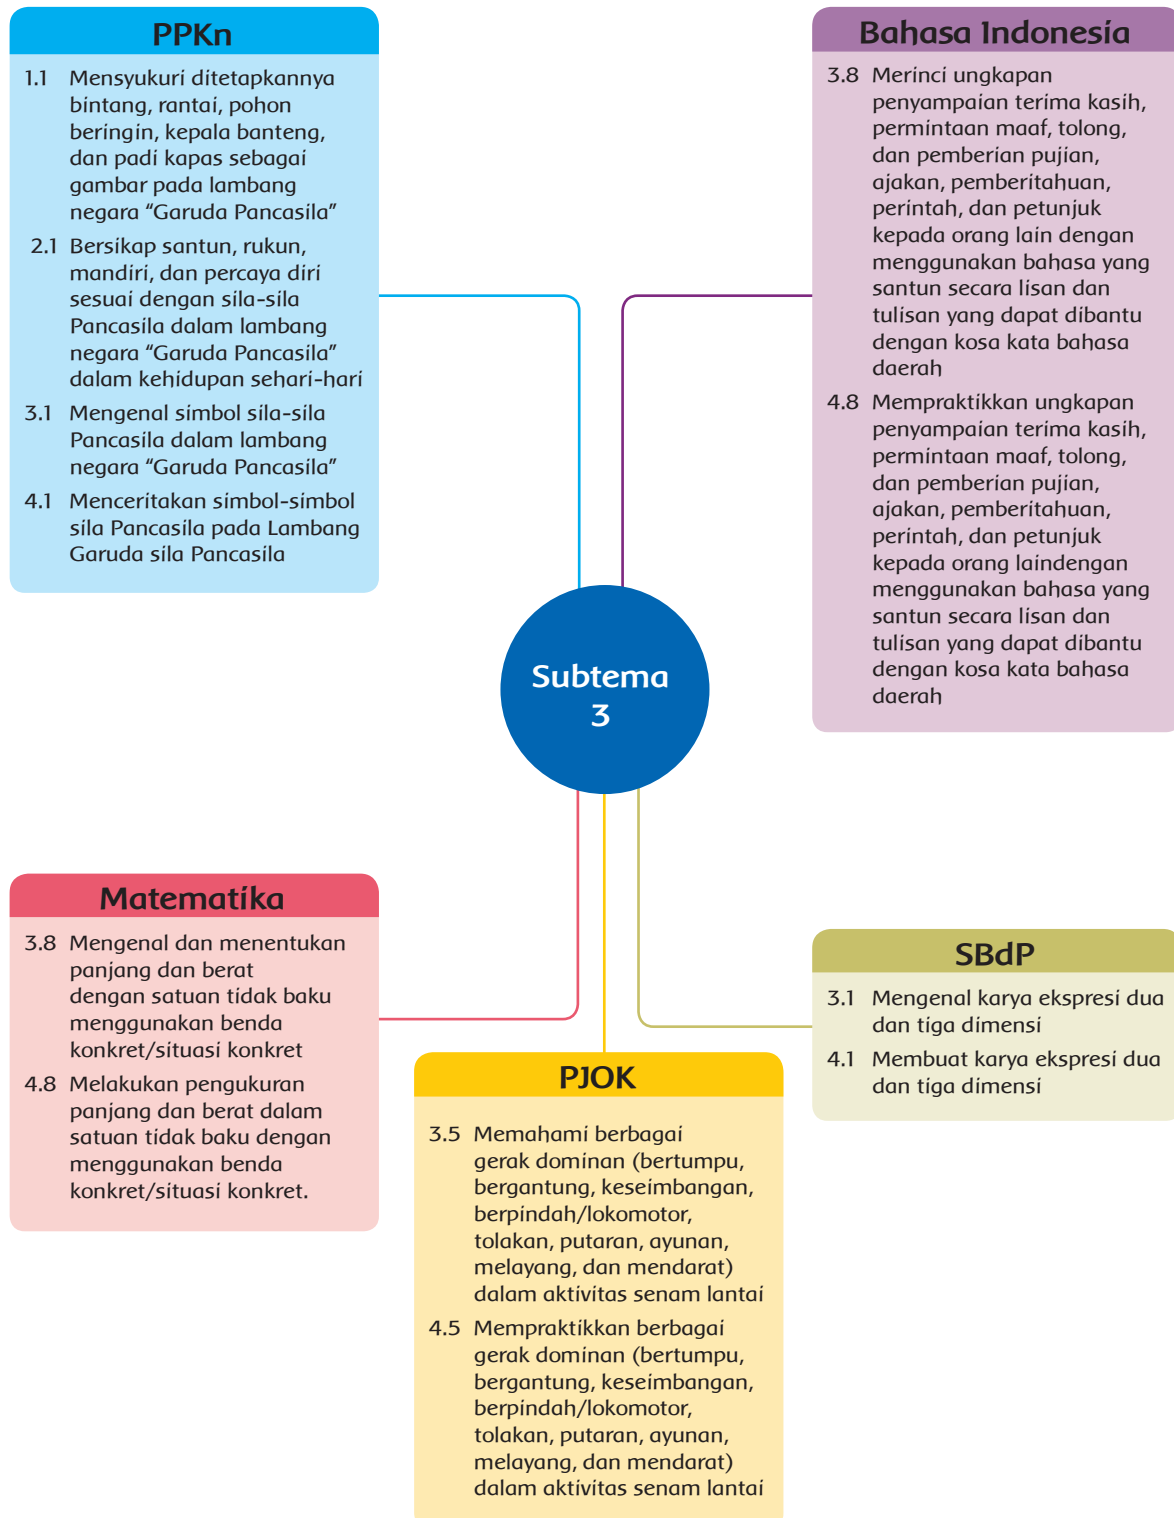 PPKn
1.1 Mensyukuri ditetapkannya
bintang, rantai, pohon
beringin, kepala banteng,
dan padi kapas sebagai
gambar pada lambang
negara “Garuda Pancasila”
2.1 Bersikap santun, rukun,
mandiri, dan percaya diri
sesuai dengan sila-sila
Pancasila dalam lambang
negara “Garuda Pancasila”
dalam kehidupan sehari-hari
3.1 Mengenal simbol sila-sila
Pancasila dalam lambang
negara “Garuda Pancasila”
4.1 Menceritakan simbol-simbol
sila Pancasila pada Lambang
Garuda sila Pancasila
Bahasa Indonesia
3.8 Merinci ungkapan
penyampaian terima kasih,
permintaan maaf, tolong,
dan pemberian pujian,
ajakan, pemberitahuan,
perintah, dan petunjuk
kepada orang lain dengan
menggunakan bahasa yang
santun secara lisan dan
tulisan yang dapat dibantu
dengan kosa kata bahasa
daerah
4.8 Mempraktikkan ungkapan
penyampaian terima kasih,
permintaan maaf, tolong,
dan pemberian pujian,
ajakan, pemberitahuan,
perintah, dan petunjuk
kepada orang laindengan
menggunakan bahasa yang
santun secara lisan dan
tulisan yang dapat dibantu
dengan kosa kata bahasa
daerah
Subtema
3
Matematika
3.8 Mengenal dan menentukan
panjang dan berat
dengan satuan tidak baku
menggunakan benda
konkret/situasi konkret
4.8 Melakukan pengukuran
panjang dan berat dalam
satuan tidak baku dengan
menggunakan benda
konkret/situasi konkret.
PJOK
3.5 Memahami berbagai
gerak dominan (bertumpu,
bergantung, keseimbangan,
berpindah/lokomotor,
tolakan, putaran, ayunan,
melayang, dan mendarat)
dalam aktivitas senam lantai
4.5 Mempraktikkan berbagai
gerak dominan (bertumpu,
bergantung, keseimbangan,
berpindah/lokomotor,
tolakan, putaran, ayunan,
melayang, dan mendarat)
dalam aktivitas senam lantai
SBdP
3.1 Mengenal karya ekspresi dua
dan tiga dimensi
4.1 Membuat karya ekspresi dua
dan tiga dimensi